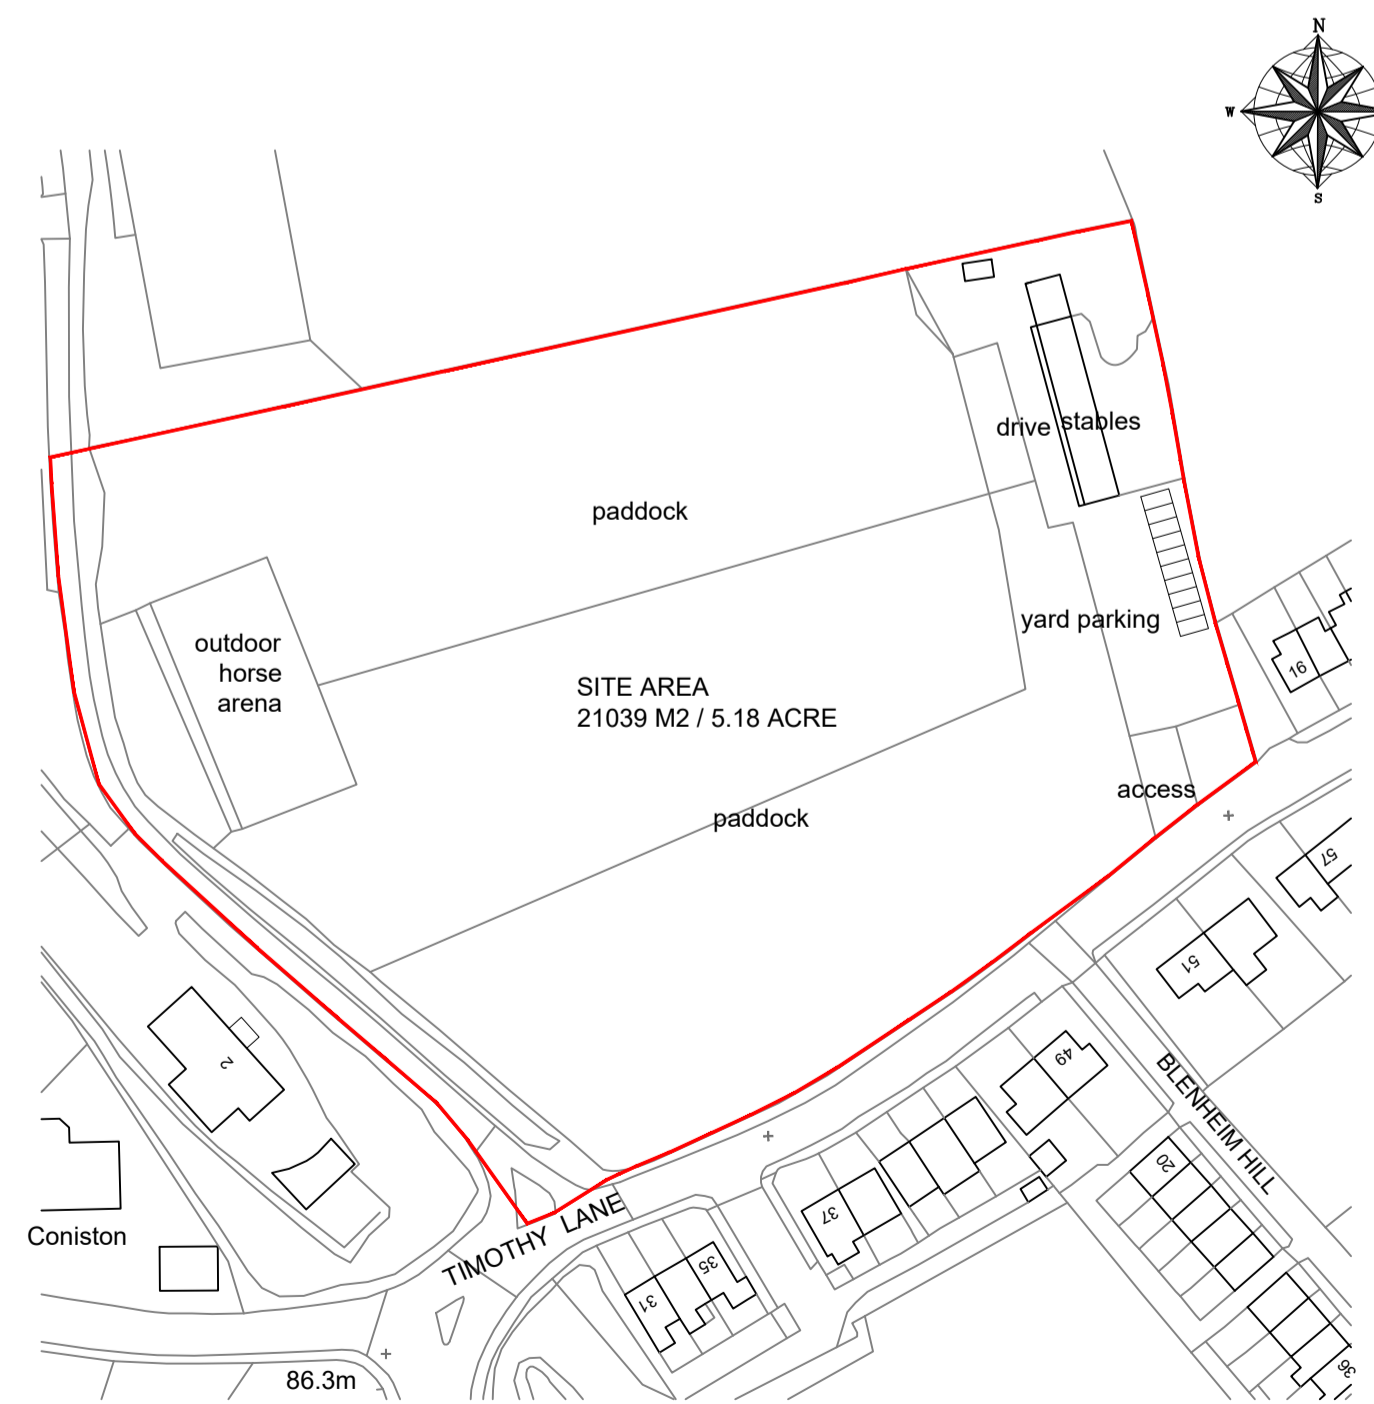 N
W
S
drive
stables
paddock
yard parking
outdoor
horse
arena
SITE AREA
21039 M2 / 5.18 ACRE
16
access
paddock
57
51
2
49
BLENHEIM HILL
20
37
Coniston
TIMOTHY LANE
35
31
36
86.3m